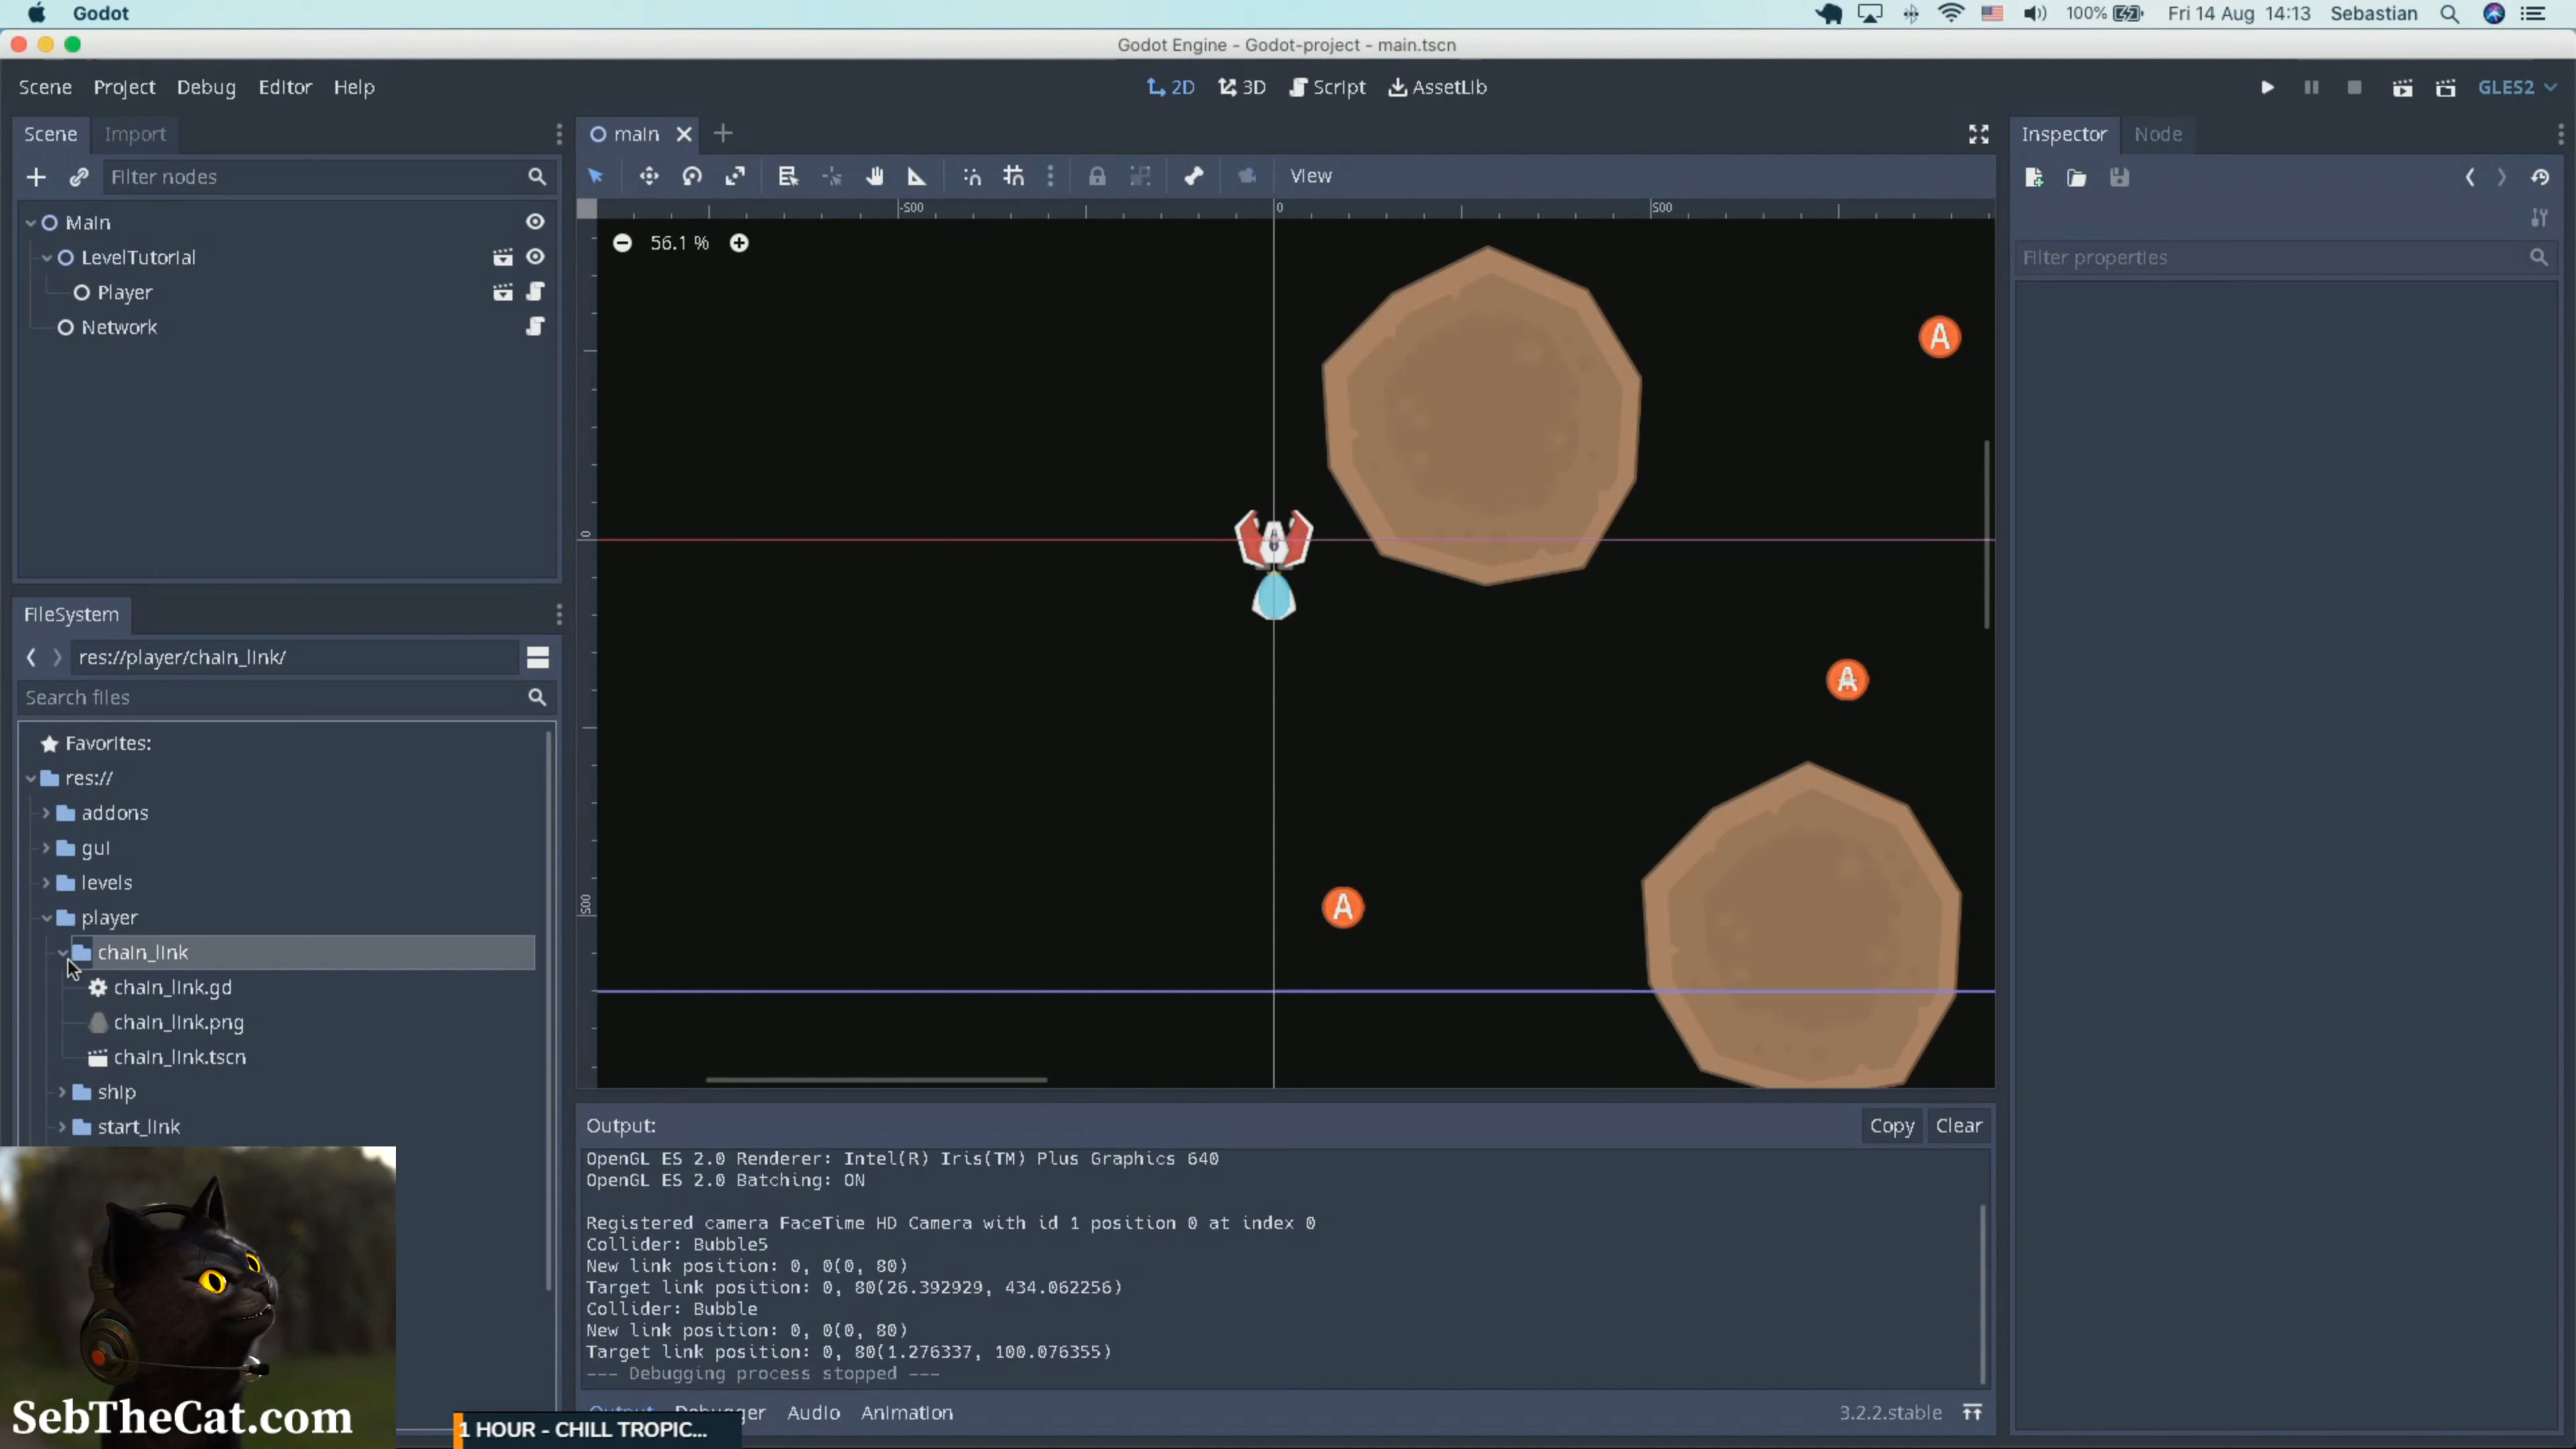 Godot
100%
Fri 14 Aug 14:13
Sebastian
Godot Engine - Godot-project - main.tscn
Scene Project Debug Editor Help
2D 3D Script AssetLib
GLES2
Scene Import
main
Inspector Node
Filter nodes
View
Filter properties
-500 0 500
56.1 %
Main
LevelTutorial
Player
Network
0
500
A
A
A
FileSystem
res://player/chain_link/
Search files
Favorites:
res://
addons
gui
levels
player
chain_link
chain_link.gd
chain_link.png
chain_link.tscn
ship
start_link
Output:
Copy Clear
OpenGL ES 2.0 Renderer: Intel(R) Iris(TM) Plus Graphics 640
OpenGL ES 2.0 Batching: ON
Registered camera FaceTime HD Camera with id 1 position 0 at index 0
Collider: Bubble5
New link position: 0, 0(0, 80)
Target link position: 0, 80(26.392929, 434.062256)
Collider: Bubble
New link position: 0, 0(0, 80)
Target link position: 0, 80(1.276337, 100.076355)
--- Debugging process stopped ---
Output Debugger Audio Animation
3.2.2.stable
SebTheCat.com
1 HOUR - CHILL TROPIC...